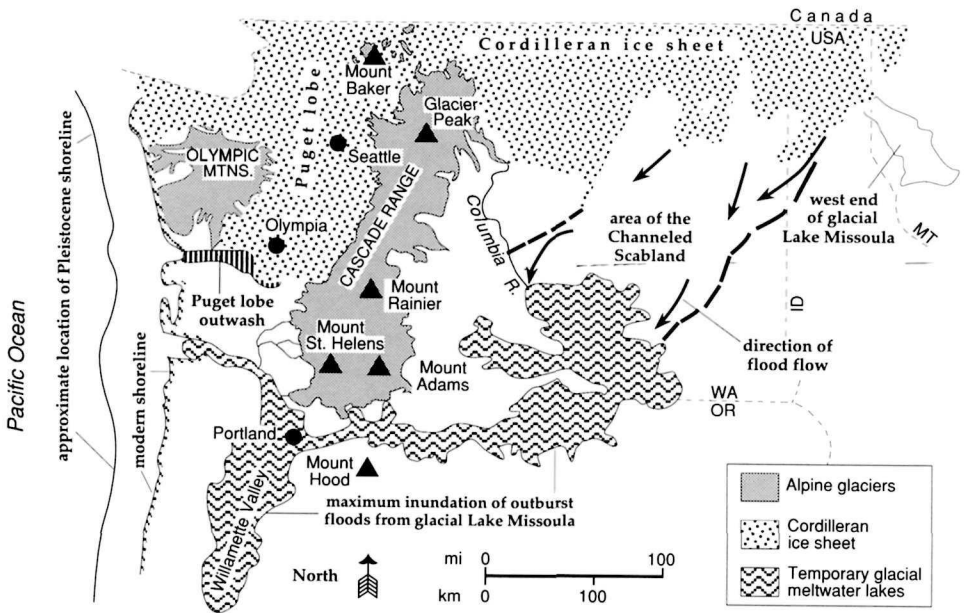 Canada
USA
Cordilleran ice sheet
Mount
Baker
Puget lobe
Glacier
Peak
OLYMPIC
MTNS.
Seattle
CASCADE RANGE
Olympia
Columbia R.
area of the
Channeled
Scabland
west end
of glacial
Lake Missoula
MT
ID
Puget lobe
outwash
Mount
Rainier
Mount
St. Helens
Mount
Adams
direction of
flood flow
WA
OR
Pacific Ocean
approximate location of Pleistocene shoreline
modern shoreline
Portland
Mount
Hood
Willamette Valley
maximum inundation of outburst
floods from glacial Lake Missoula
North
mi 0 100
km 0 100
Alpine glaciers
Cordilleran
ice sheet
Temporary glacial
meltwater lakes